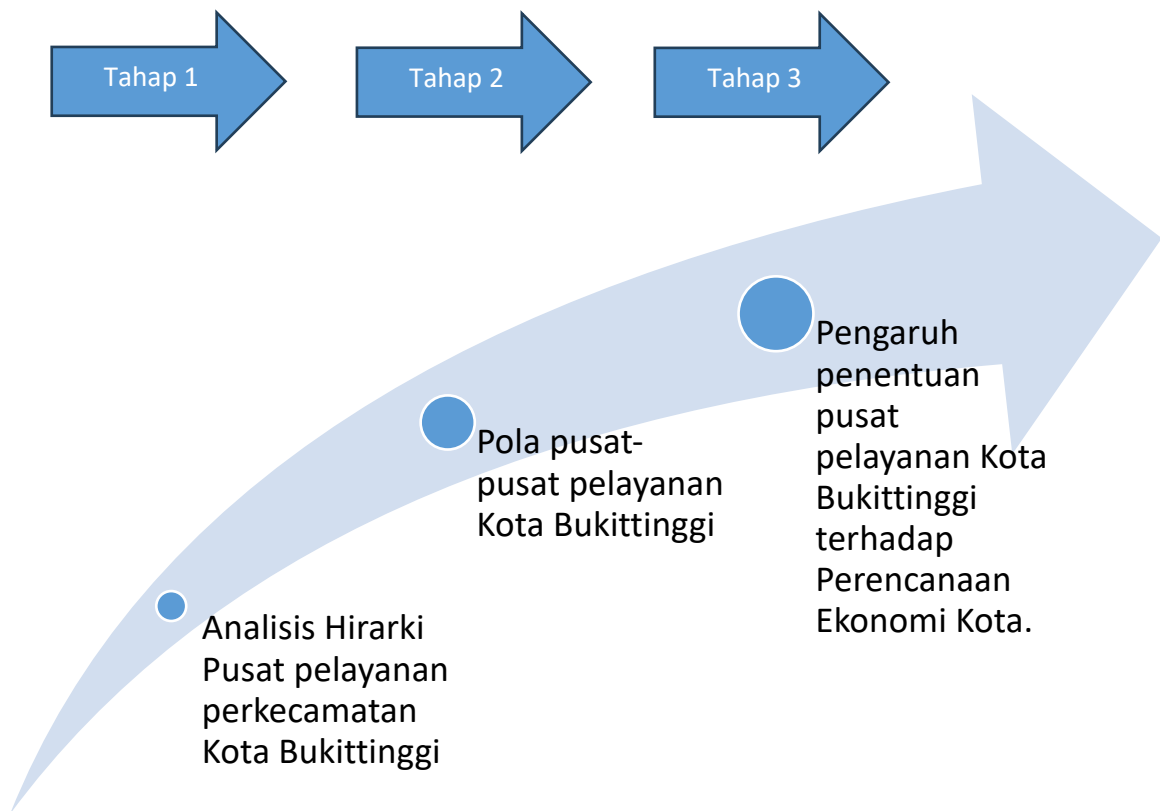 Tahap 1
Tahap 2
Tahap 3
Analisis Hirarki
Pusat pelayanan
perkecamatan
Kota Bukittinggi
Pola pusat-
pusat pelayanan
Kota Bukittinggi
Pengaruh
penentuan
pusat
pelayanan Kota
Bukittinggi
terhadap
Perencanaan
Ekonomi Kota.